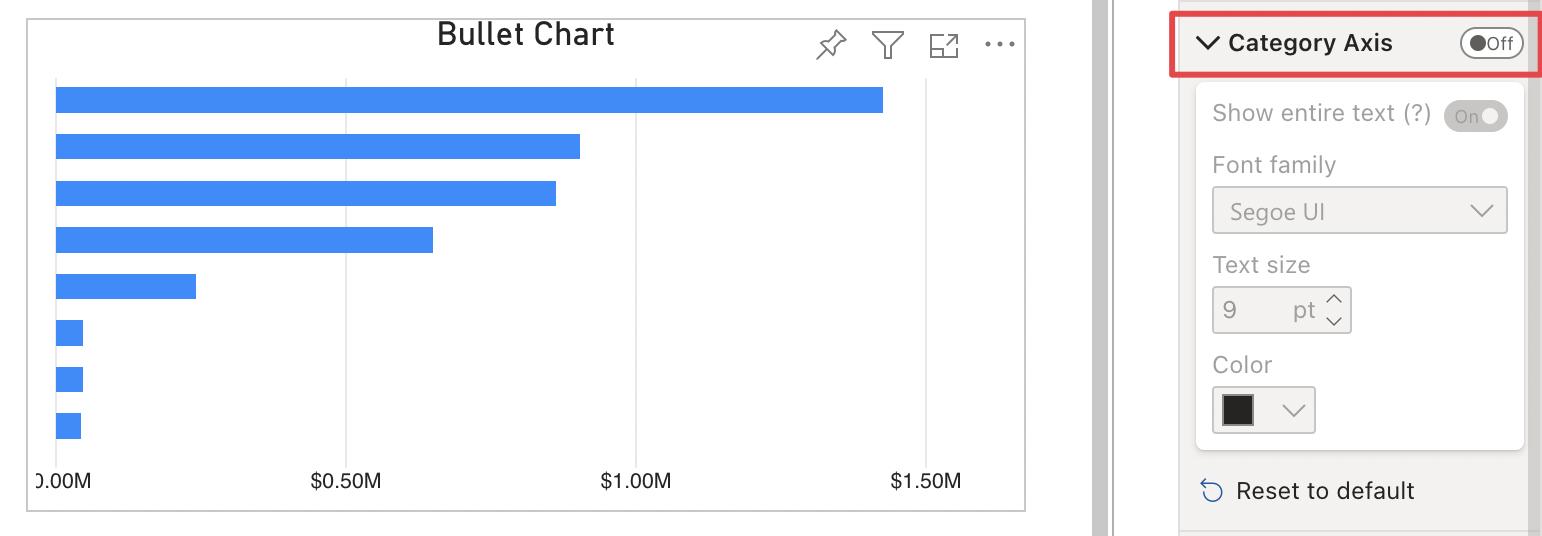 Bullet Chart
0.00M
$0.50M
$1.00M
$1.50M
Category Axis
Off
Show entire text (?)
On
Font family
Segoe UI
Text size
9 pt
Color
Reset to default